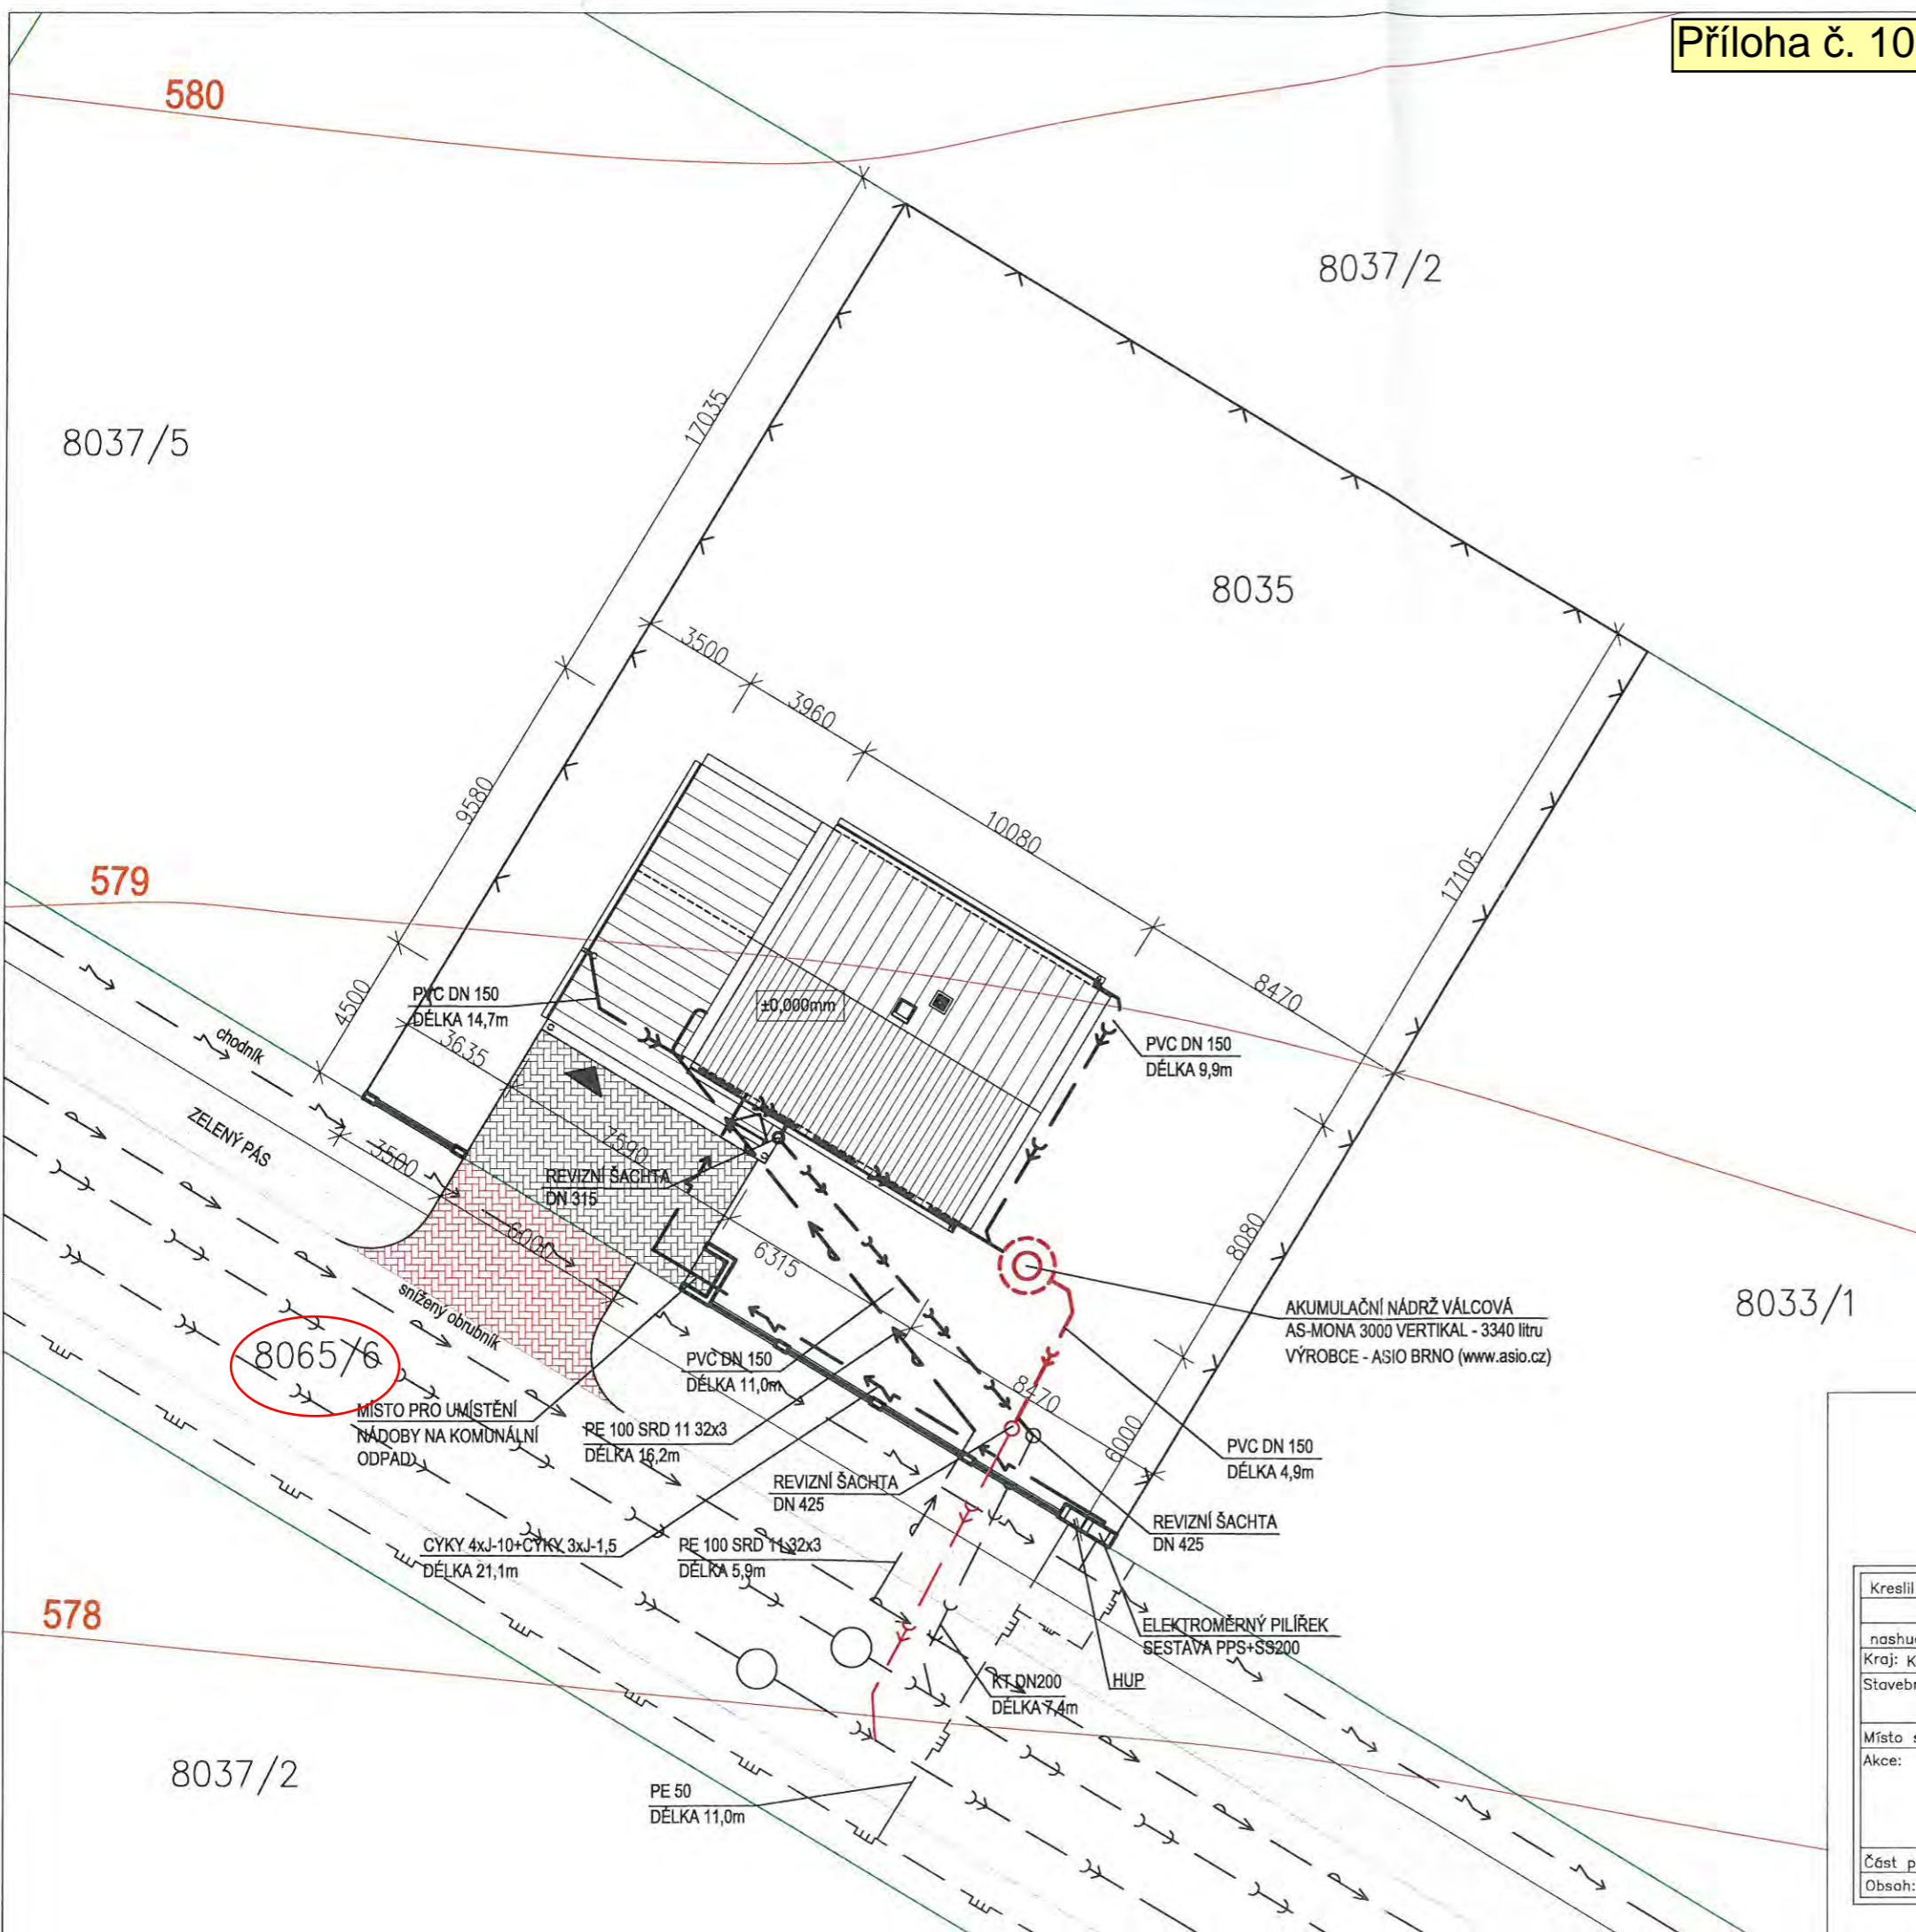 Příloha č. 10
580
8037/2
8037/5
17035
8035
3500
3960
9580
10080
17105
579
8470
4500
PVC DN 150
DÉLKA 14,7m
±0,000mm
chodník
3635
PVC DN 150
DÉLKA 9,9m
ZELENÝ PÁS
3500
7590
REVIZNÍ ŠACHTA
DN 315
6000
6315
8080
snížený obrubník
AKUMULAČNÍ NÁDRŽ VÁLCOVÁ
AS-MONA 3000 VERTIKAL - 3340 litru
VÝROBCE - ASIO BRNO (www.asio.cz)
8033/1
8065/6
PVC DN 150
DÉLKA 11,0m
8470
MÍSTO PRO UMÍSTĚNÍ
NÁDOBY NA KOMUNÁLNÍ
ODPAD
PE 100 SRD 11 32x3
DÉLKA 16,2m
6000
PVC DN 150
DÉLKA 4,9m
REVIZNÍ ŠACHTA
DN 425
REVIZNÍ ŠACHTA
DN 425
CYKY 4xJ-10+CYKY 3xJ-1,5
DÉLKA 21,1m
PE 100 SRD 11 32x3
DÉLKA 5,9m
578
ELEKTROMĚRNÝ PILÍŘEK
SESTAVA PPS+SS200
HUP
KT DN200
DÉLKA 7,4m
8037/2
PE 50
DÉLKA 11,0m
Kreslil
Kraj: K
Místo s
Akce:
Část p
Obsah: